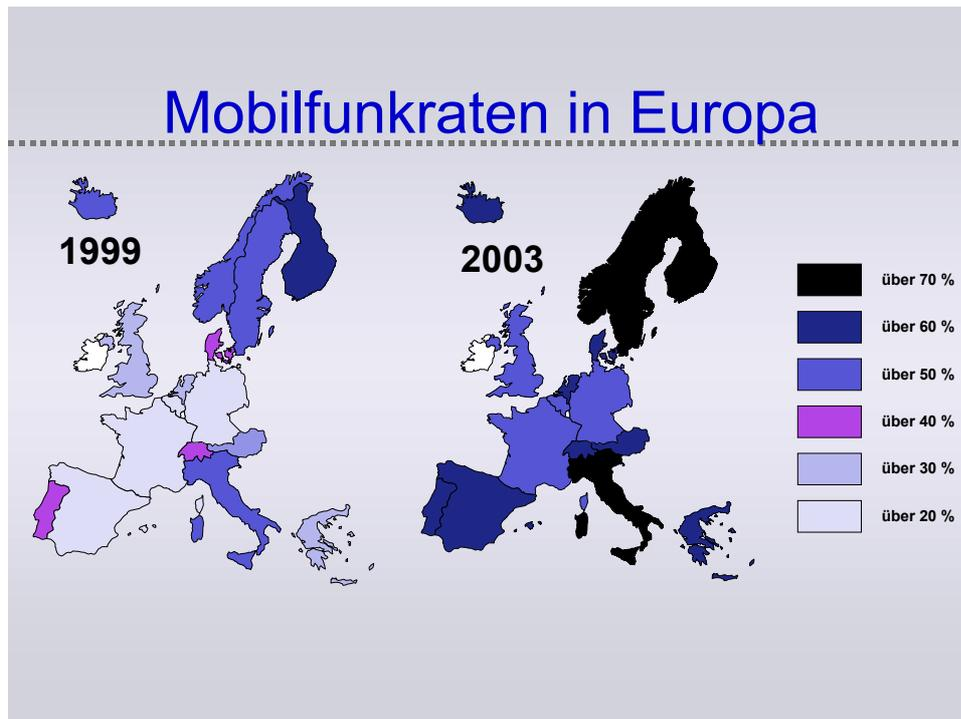 Mobilfunkraten in Europa
1999
2003
über 70 %
über 60 %
über 50 %
über 40 %
über 30 %
über 20 %